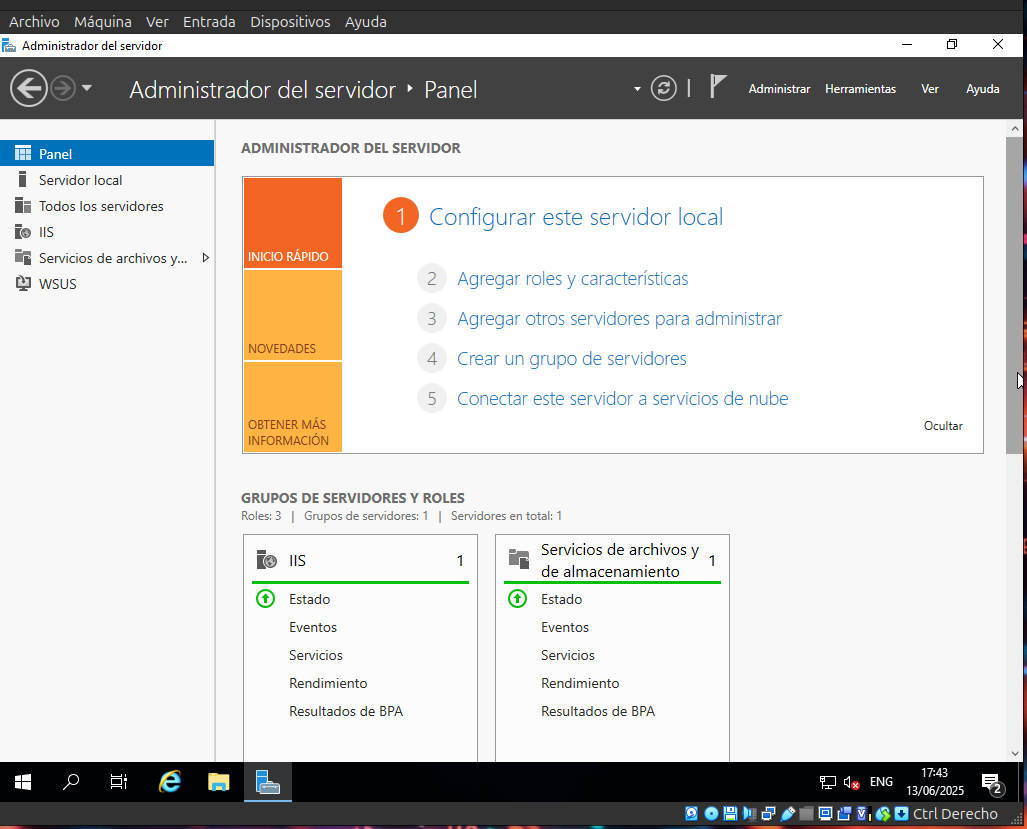 Archivo Máquina Ver Entrada Dispositivos Ayuda
Administrador del servidor
Administrador del servidor ‣ Panel
Administrar Herramientas Ver Ayuda
Panel
Servidor local
Todos los servidores
IIS
Servicios de archivos y...
WSUS
ADMINISTRADOR DEL SERVIDOR
INICIO RÁPIDO
NOVEDADES
OBTENER MÁS
INFORMACIÓN
1 Configurar este servidor local
2 Agregar roles y características
3 Agregar otros servidores para administrar
4 Crear un grupo de servidores
5 Conectar este servidor a servicios de nube
Ocultar
GRUPOS DE SERVIDORES Y ROLES
Roles: 3 | Grupos de servidores: 1 | Servidores en total: 1
IIS 1
Estado
Eventos
Servicios
Rendimiento
Resultados de BPA
Servicios de archivos y
de almacenamiento 1
Estado
Eventos
Servicios
Rendimiento
Resultados de BPA
ENG
17:43
13/06/2025
2
Ctrl Derecho